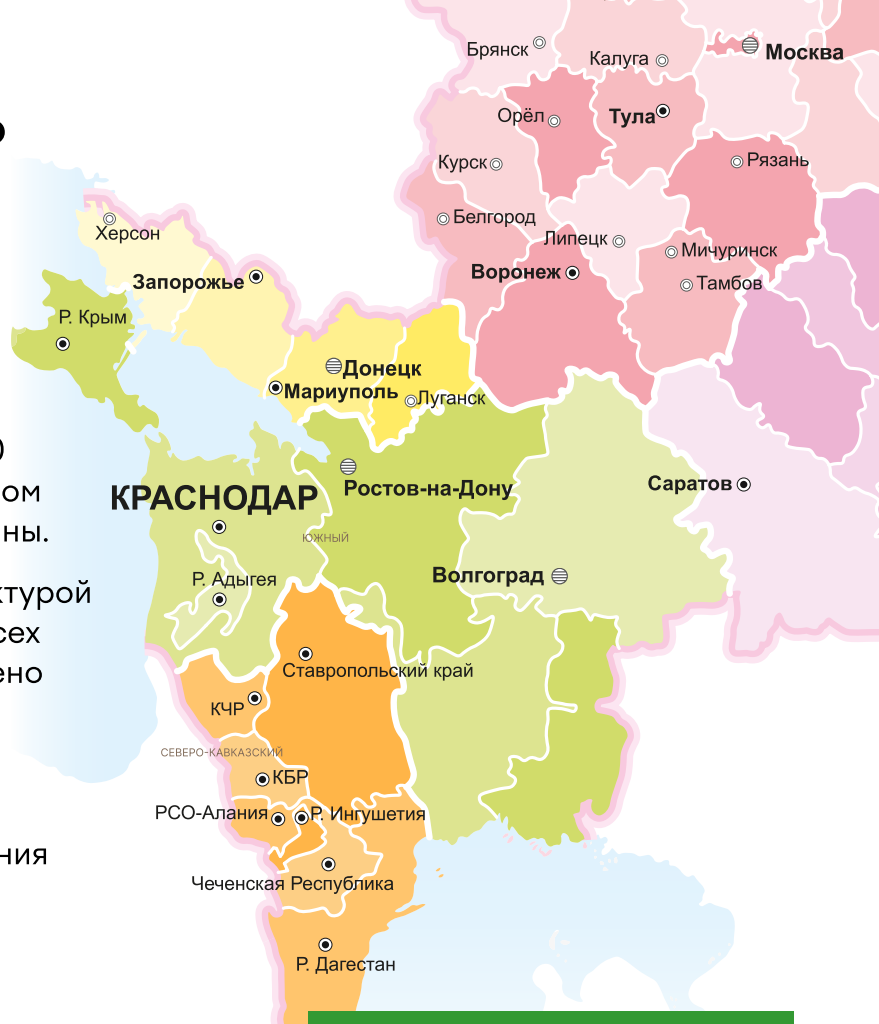 Брянск
Калуга
Москва
Орёл
Тула
Курск
Рязань
Белгород
Липецк
Мичуринск
Воронеж
Тамбов
Херсон
Запорожье
Р. Крым
Донецк
Мариуполь
Луганск
ом
ны.
КРАСНОДАР
Ростов-на-Дону
Саратов
ЮЖНЫЙ
Волгоград
Р. Адыгея
ктурой
сех
ено
Ставропольский край
КЧР
СЕВЕРО-КАВКАЗСКИЙ
КБР
РСО-Алания
Р. Ингушетия
ния
Чеченская Республика
Р. Дагестан